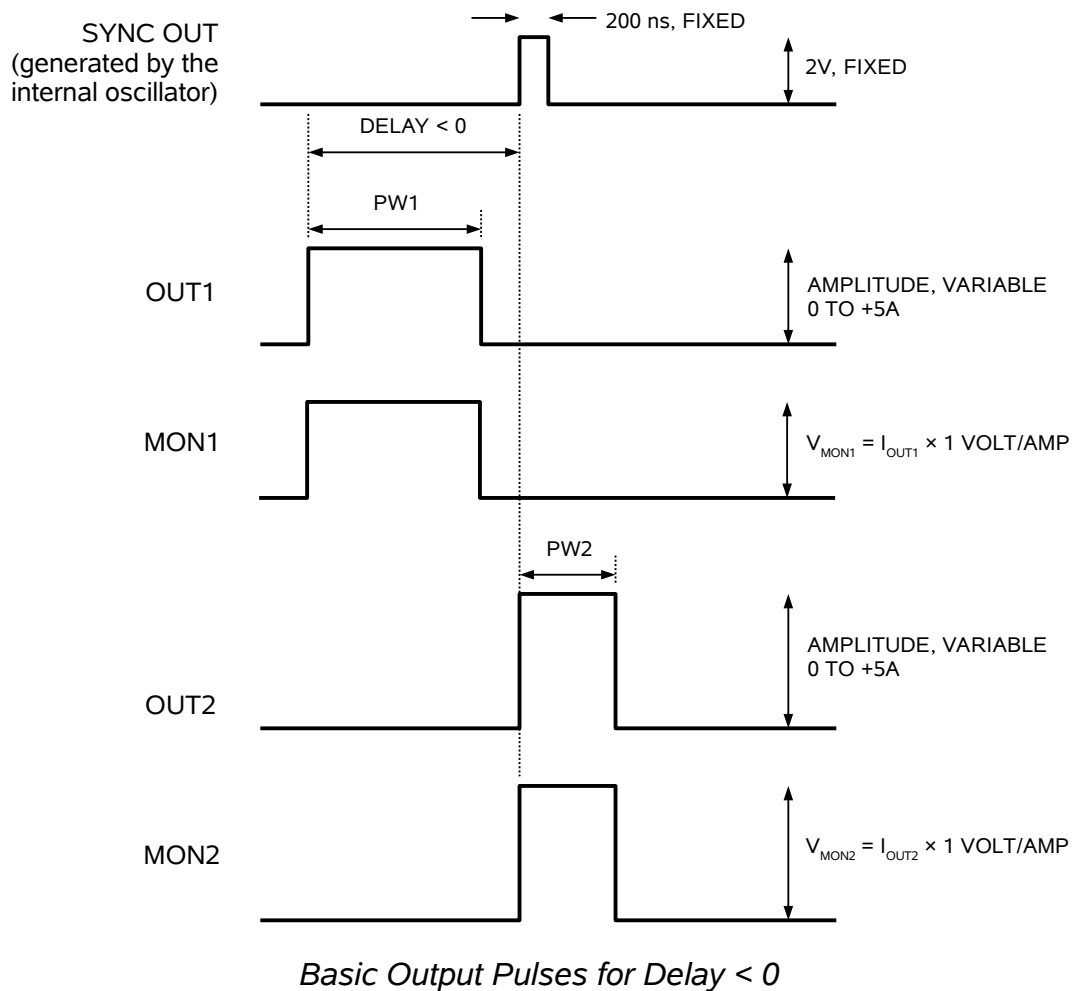 200 ns, FIXED
SYNC OUT
(generated by the
internal oscillator)
2V, FIXED
DELAY < 0
PW1
OUT1
AMPLITUDE, VARIABLE
0 TO +5A
MON1
VMON1 = IOUT1 × 1 VOLT/AMP
PW2
OUT2
AMPLITUDE, VARIABLE
0 TO +5A
MON2
VMON2 = IOUT2 × 1 VOLT/AMP
Basic Output Pulses for Delay < 0